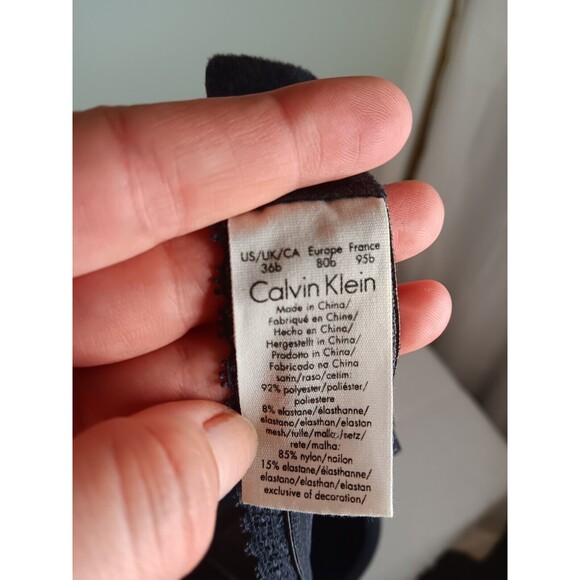 US/UK/CA Europe France
36b 80b 95b
Calvin Klein
Made in China/
Fabriqué en Chine/
Hecho en China/
Hergestellt in China/
Prodotto in China/
Fabricado na China
satin/raso/cetim:
92% polyester/poliéster/
poliestere
8% elastane/élasthanne/
elastano/elasthan/elastan
mesh/tulle/malla/netz/
rete/malha:
85% nylon/nailon
15% elastane/élasthanne/
elastano/elasthan/elastan
exclusive of decoration/